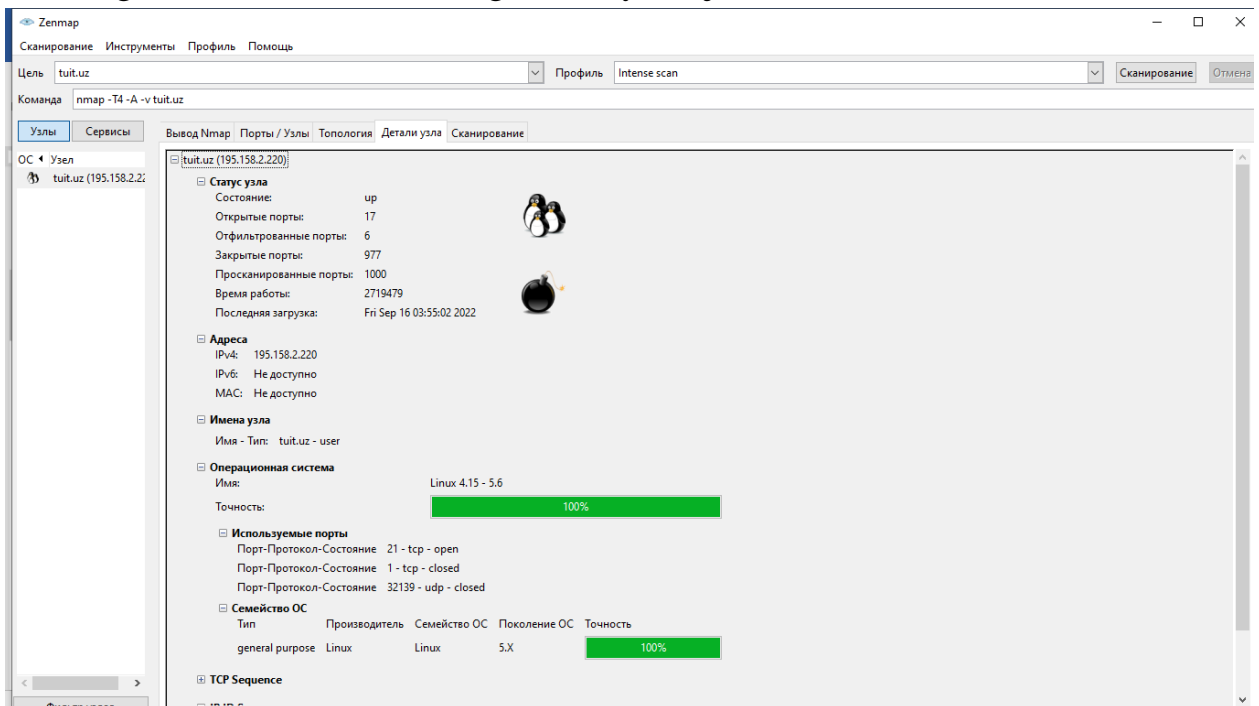 Zenmap
Сканирование Инструменты Профиль Помощь
Цель tuit.uz Профиль Intense scan Сканирование Отмена
Команда nmap -T4 -A -v tuit.uz
Узлы Сервисы Вывод Nmap Порты / Узлы Топология Детали узла Сканирование
ОС Узел
tuit.uz (195.158.2.22
tuit.uz (195.158.2.220)
Статус узла
Состояние: up
Открытые порты: 17
Отфильтрованные порты: 6
Закрытые порты: 977
Просканированные порты: 1000
Время работы: 2719479
Последняя загрузка: Fri Sep 16 03:55:02 2022
Адреса
IPv4: 195.158.2.220
IPv6: Не доступно
MAC: Не доступно
Имена узла
Имя - Тип: tuit.uz - user
Операционная система
Имя: Linux 4.15 - 5.6
Точность: 100%
Используемые порты
Порт-Протокол-Состояние 21 - tcp - open
Порт-Протокол-Состояние 1 - tcp - closed
Порт-Протокол-Состояние 32139 - udp - closed
Семейство ОС
Тип Производитель Семейство ОС Поколение ОС Точность
general purpose Linux Linux 5.X 100%
TCP Sequence